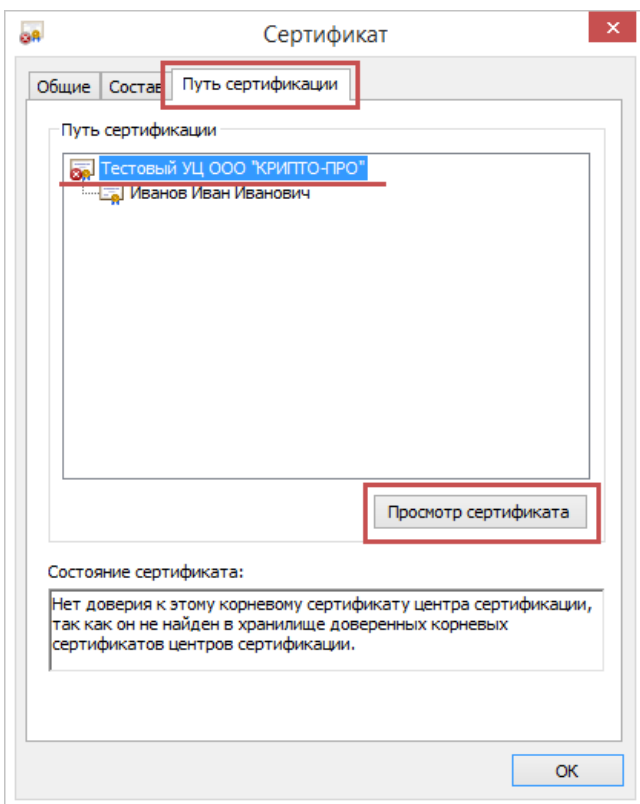 Сертификат
Общие Состав Путь сертификации
Путь сертификации
Тестовый УЦ ООО "КРИПТО-ПРО"
Иванов Иван Иванович
Просмотр сертификата
Состояние сертификата:
Нет доверия к этому корневому сертификату центра сертификации,
так как он не найден в хранилище доверенных корневых
сертификатов центров сертификации.
ОК